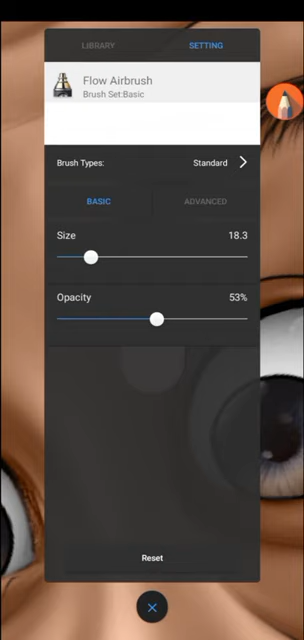 LIBRARY SETTING
Flow Airbrush
Brush Set:Basic
Brush Types: Standard
BASIC ADVANCED
Size 18.3
Opacity 53%
Reset